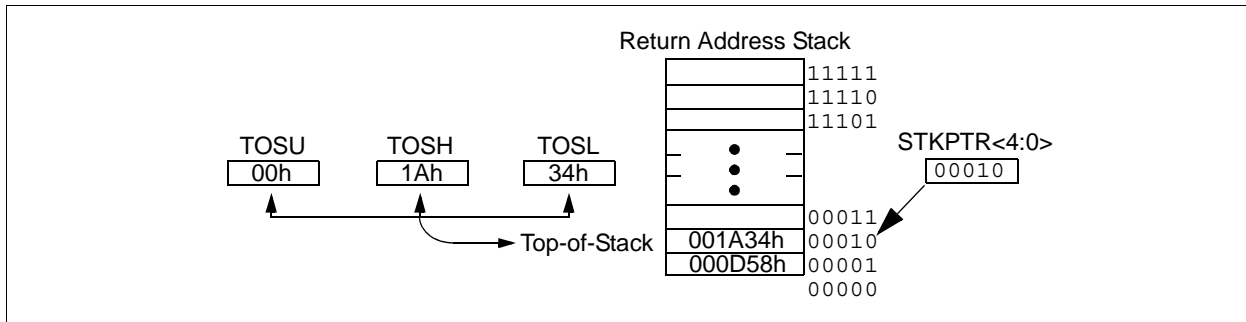 Return Address Stack
11111
11110
11101
TOSU TOSH TOSL STKPTR<4:0>
00h 1Ah 34h 00010
00011
Top-of-Stack 001A34h 00010
000D58h 00001
00000